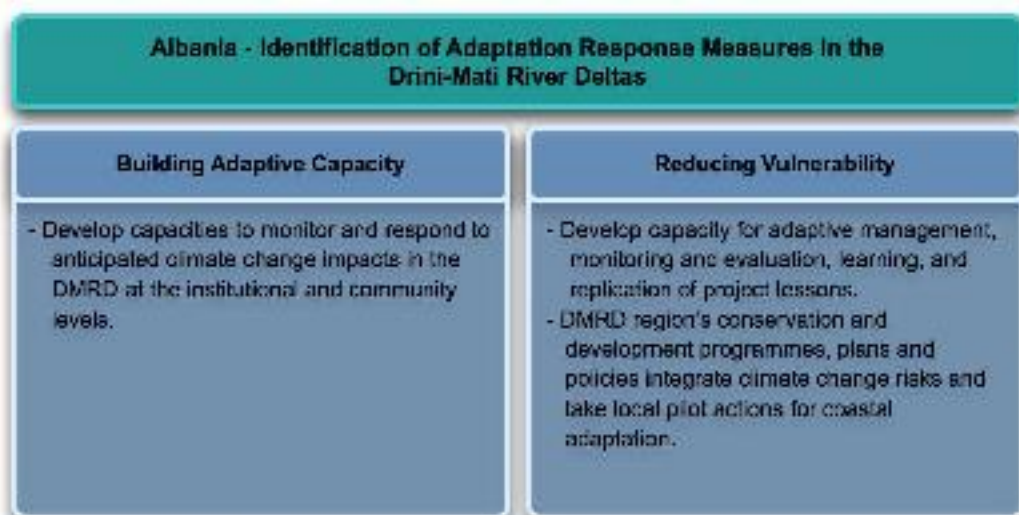 Albania - Identification of Adaptation Response Measures in the
Drini-Mati River Deltas
Building Adaptive Capacity
- Develop capacities to monitor and respond to
anticipated climate change impacts in the
DMRD at the institutional and community
levels.
Reducing Vulnerability
- Develop capacity for adaptive management,
monitoring and evaluation, learning, and
replication of project lessons.
- DMRD region's conservation and
development programmes, plans and
policies integrate climate change risks and
take local pilot actions for coastal
adaptation.